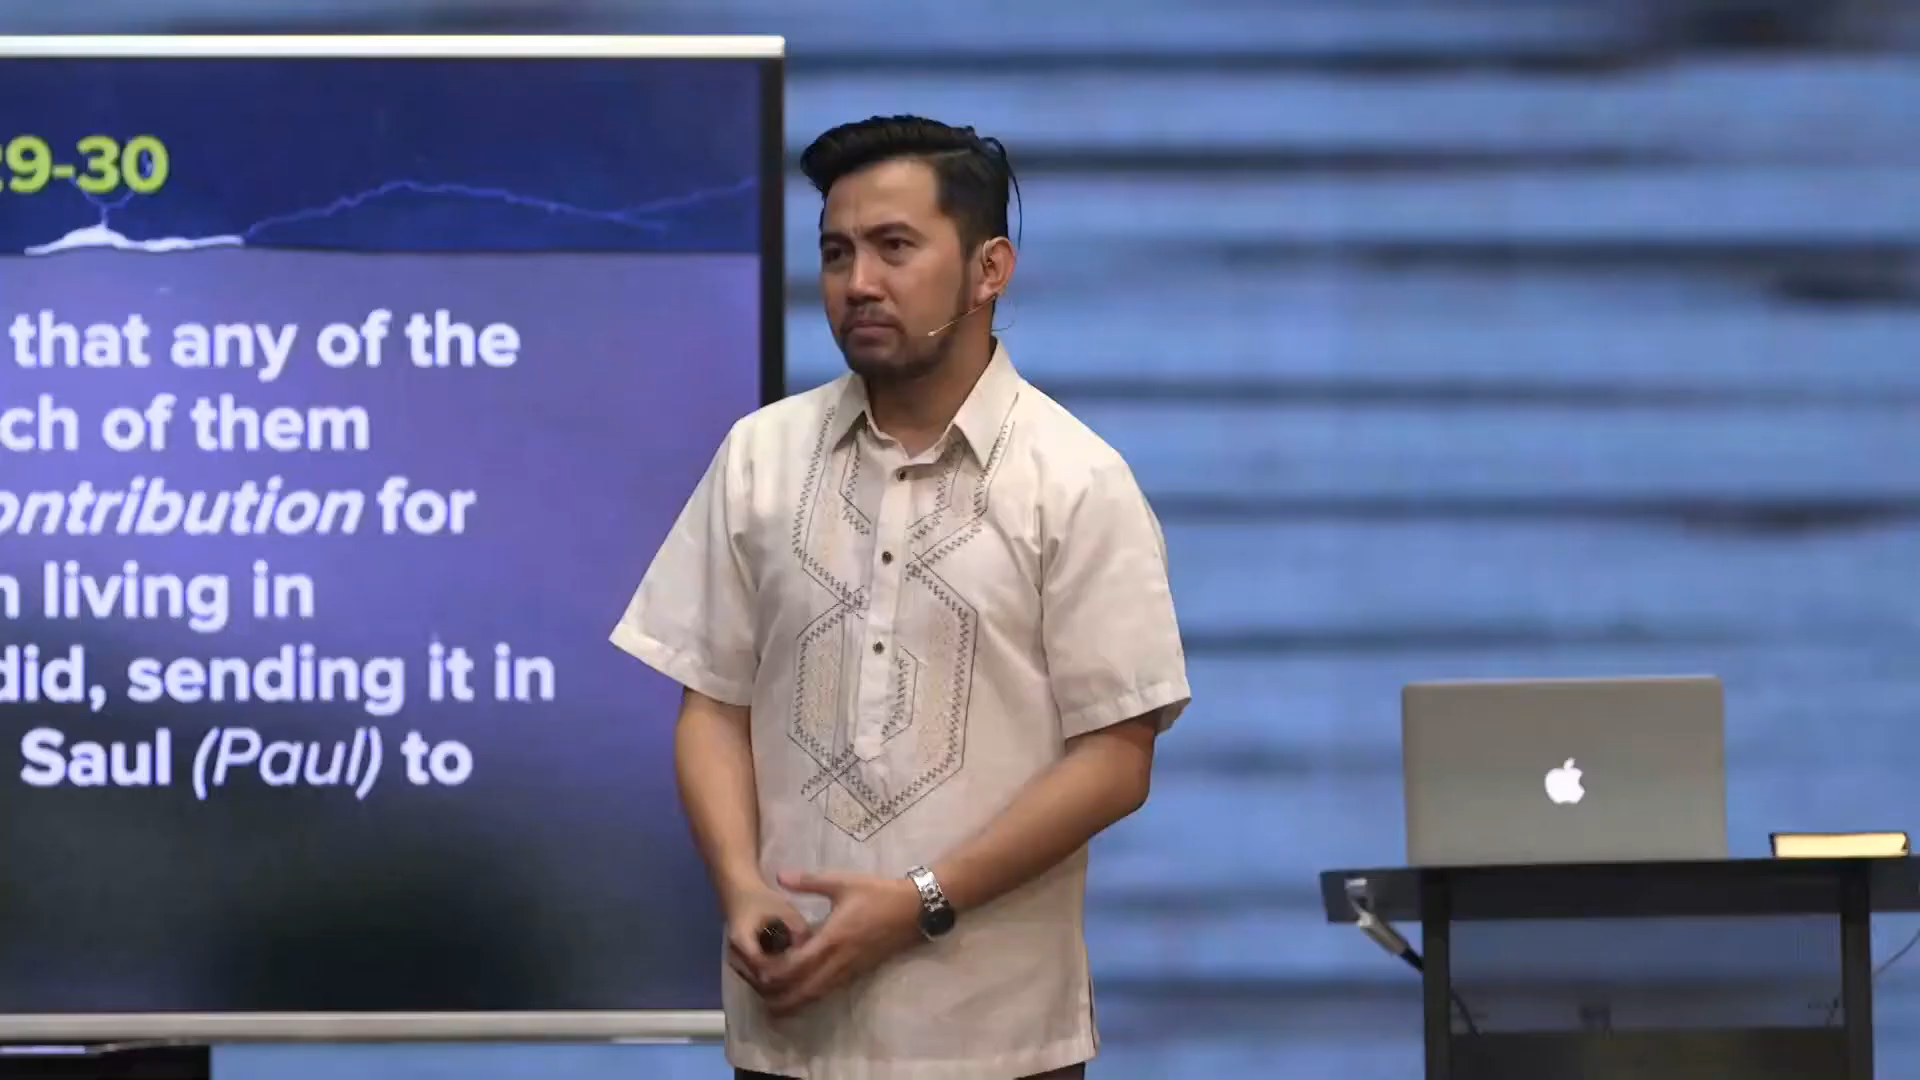 29-30
that any of the
ch of them
ontribution for
living in
did, sending it in
Saul (Paul) to